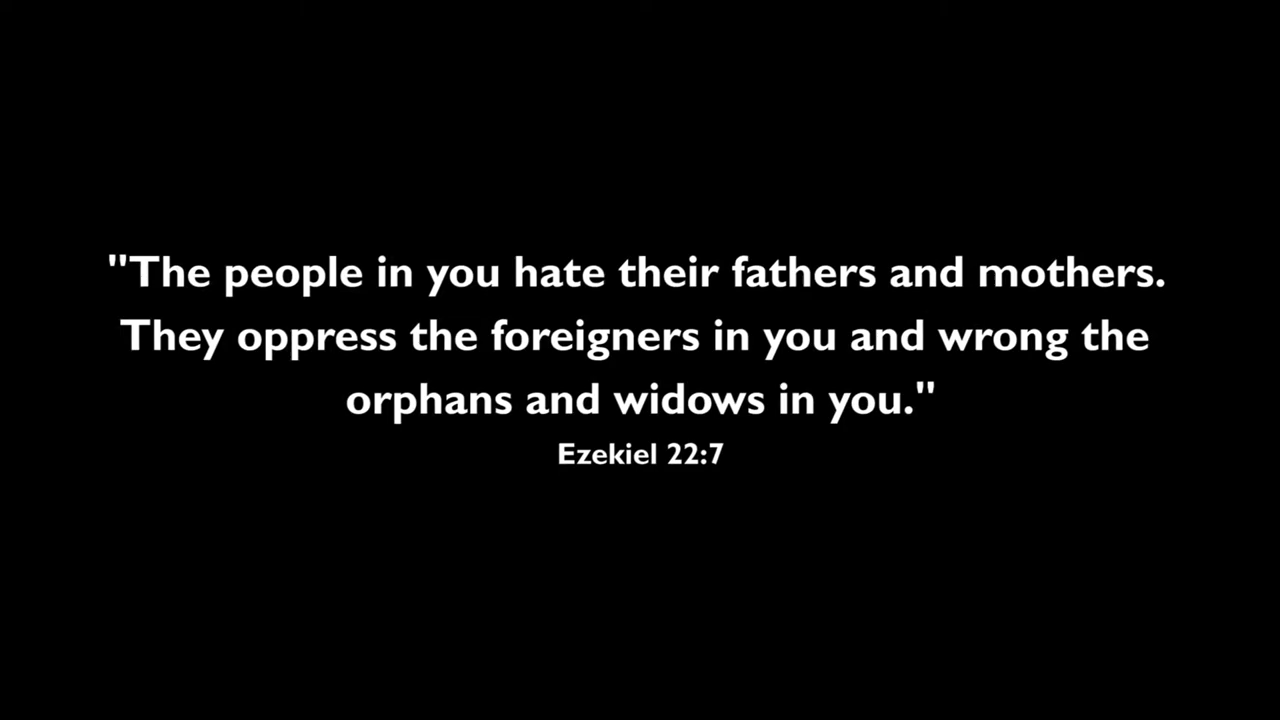 "The people in you hate their fathers and mothers.
They oppress the foreigners in you and wrong the
orphans and widows in you."
Ezekiel 22:7